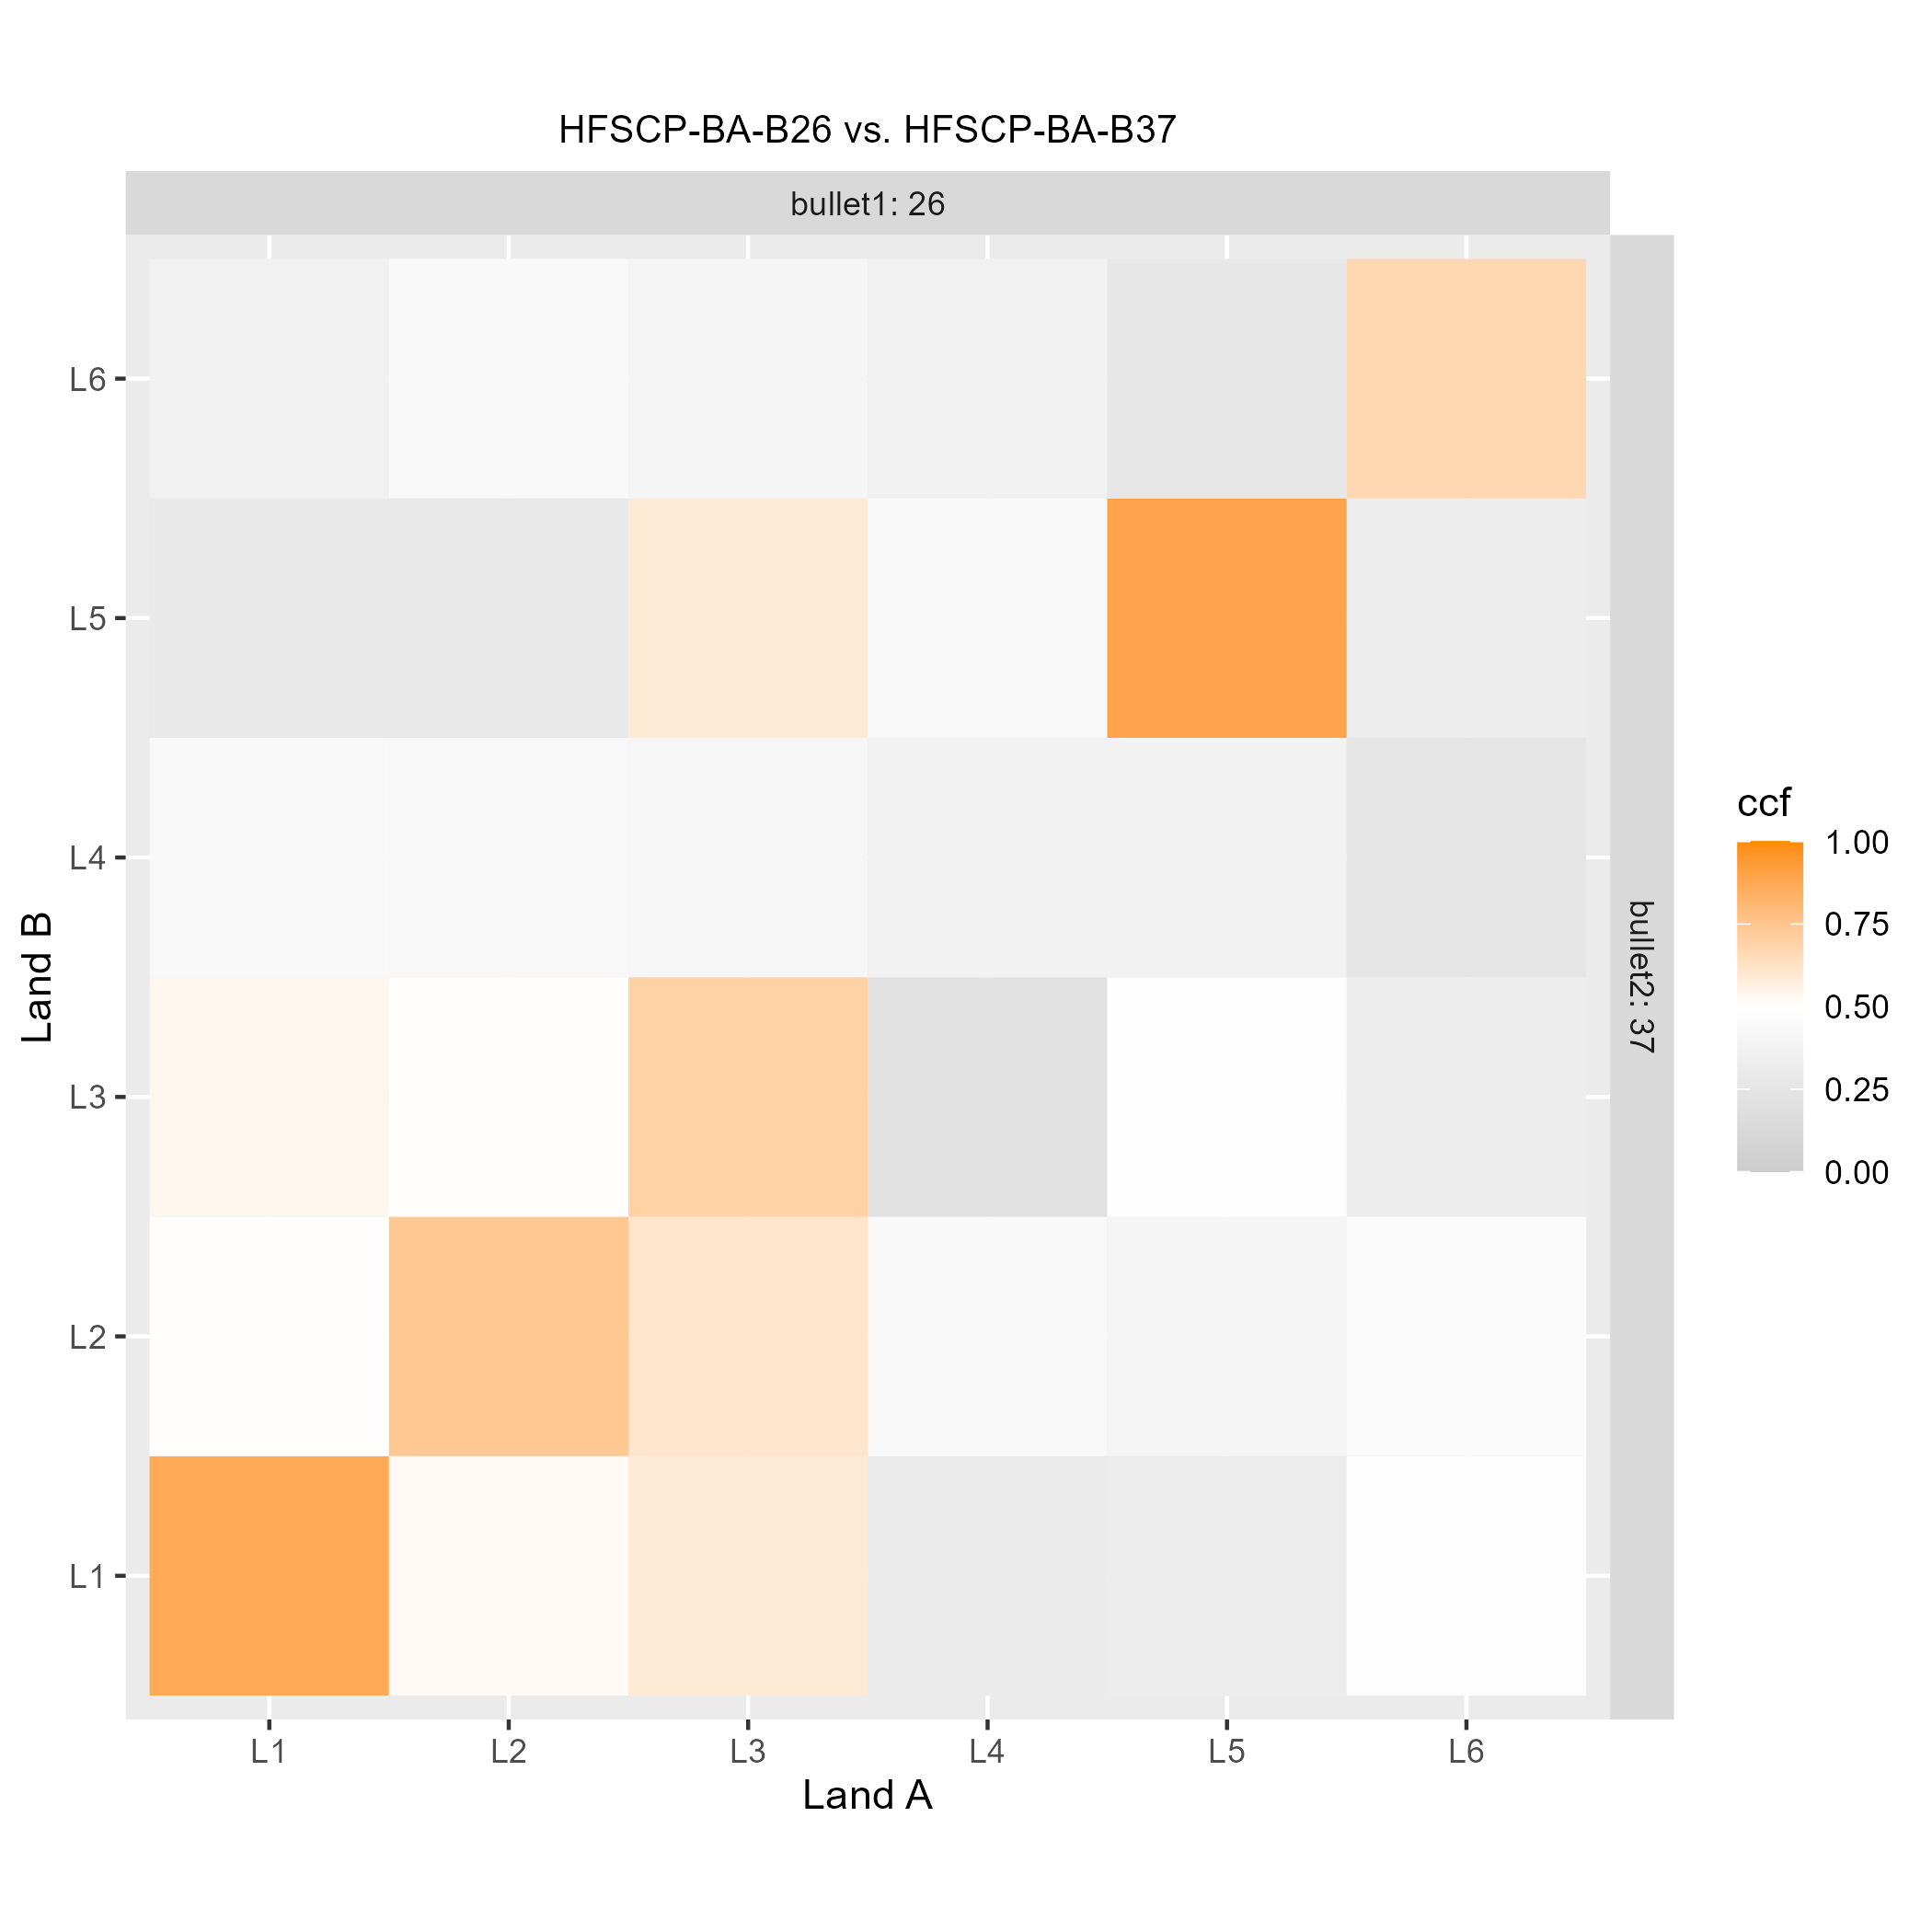 HFSCP-BA-B26 vs. HFSCP-BA-B37
bullet1: 26
L6
L5
L4
L3
L2
L1
Land B
bullet2: 37
L1 L2 L3 L4 L5 L6
Land A
ccf
1.00
0.75
0.50
0.25
0.00